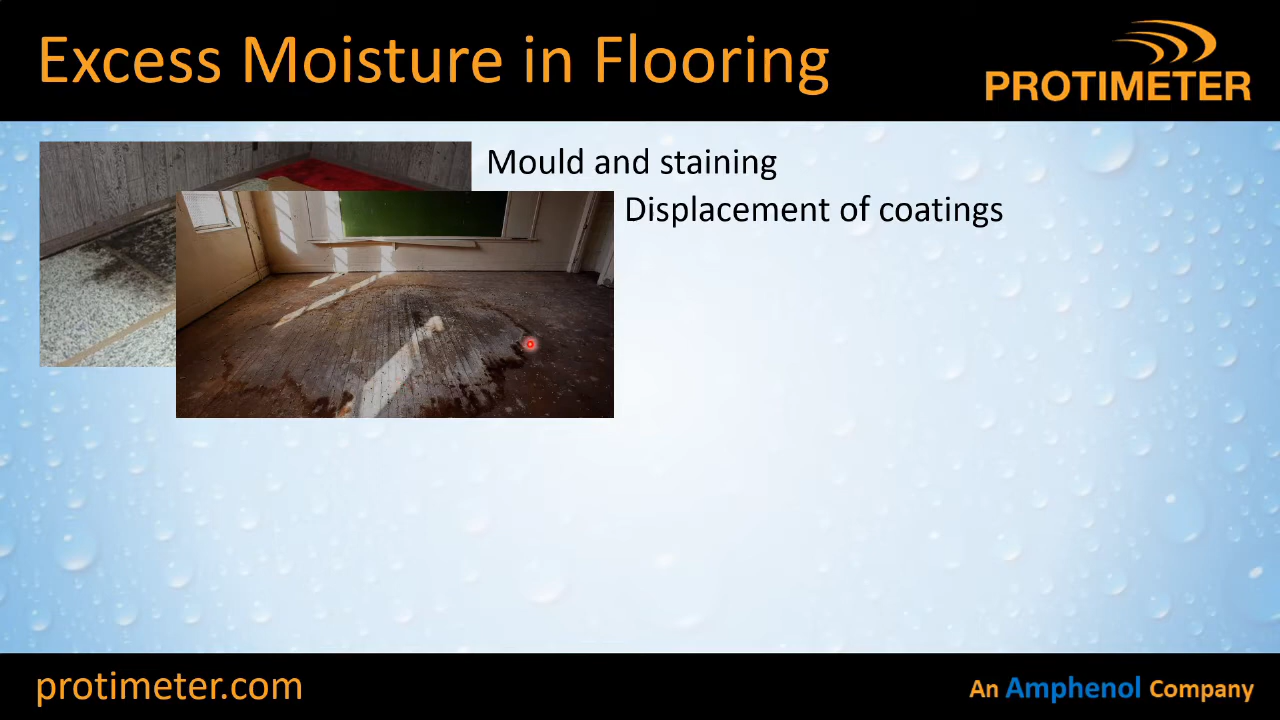 Excess Moisture in Flooring
PROTIMETER
Mould and staining
Displacement of coatings
protimeter.com
An Amphenol Company